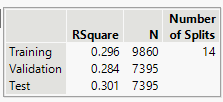 Number
RSquare N of Splits
Training 0.296 9860 14
Validation 0.284 7395
Test 0.301 7395